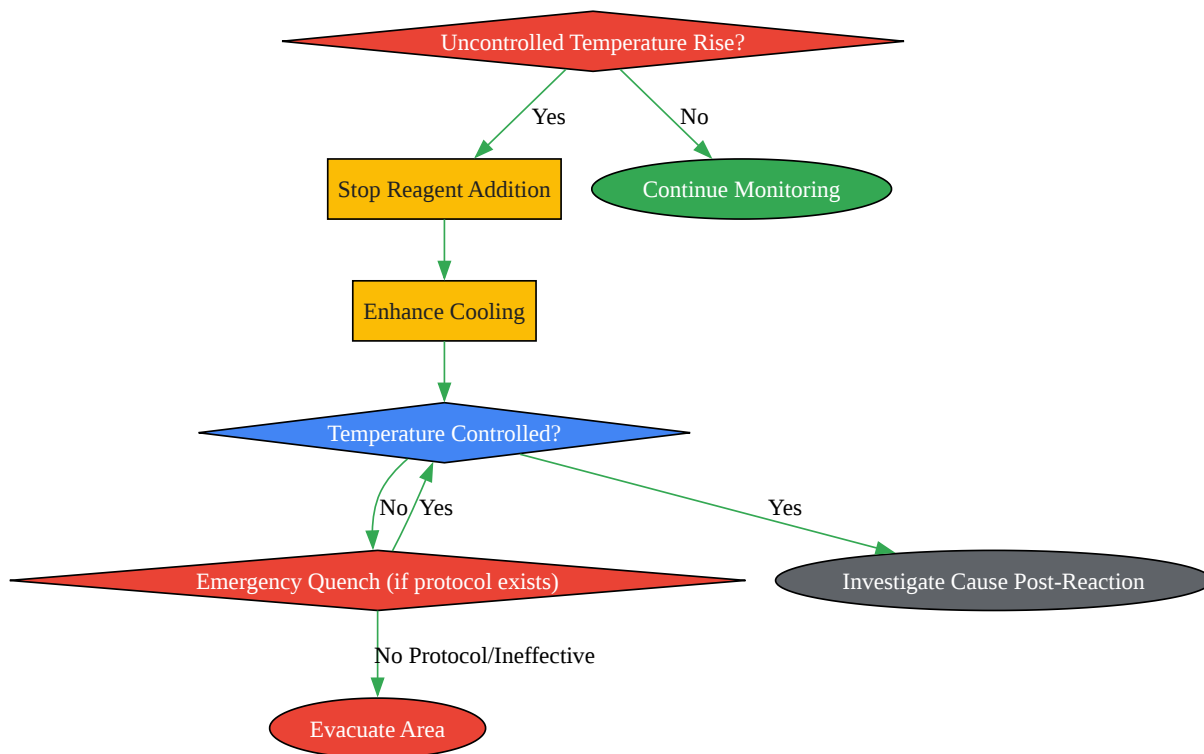 Uncontrolled Temperature Rise?
Yes
No
Stop Reagent Addition
Continue Monitoring
Enhance Cooling
Temperature Controlled?
No
Yes
Yes
Emergency Quench (if protocol exists)
Investigate Cause Post-Reaction
No Protocol/Ineffective
Evacuate Area